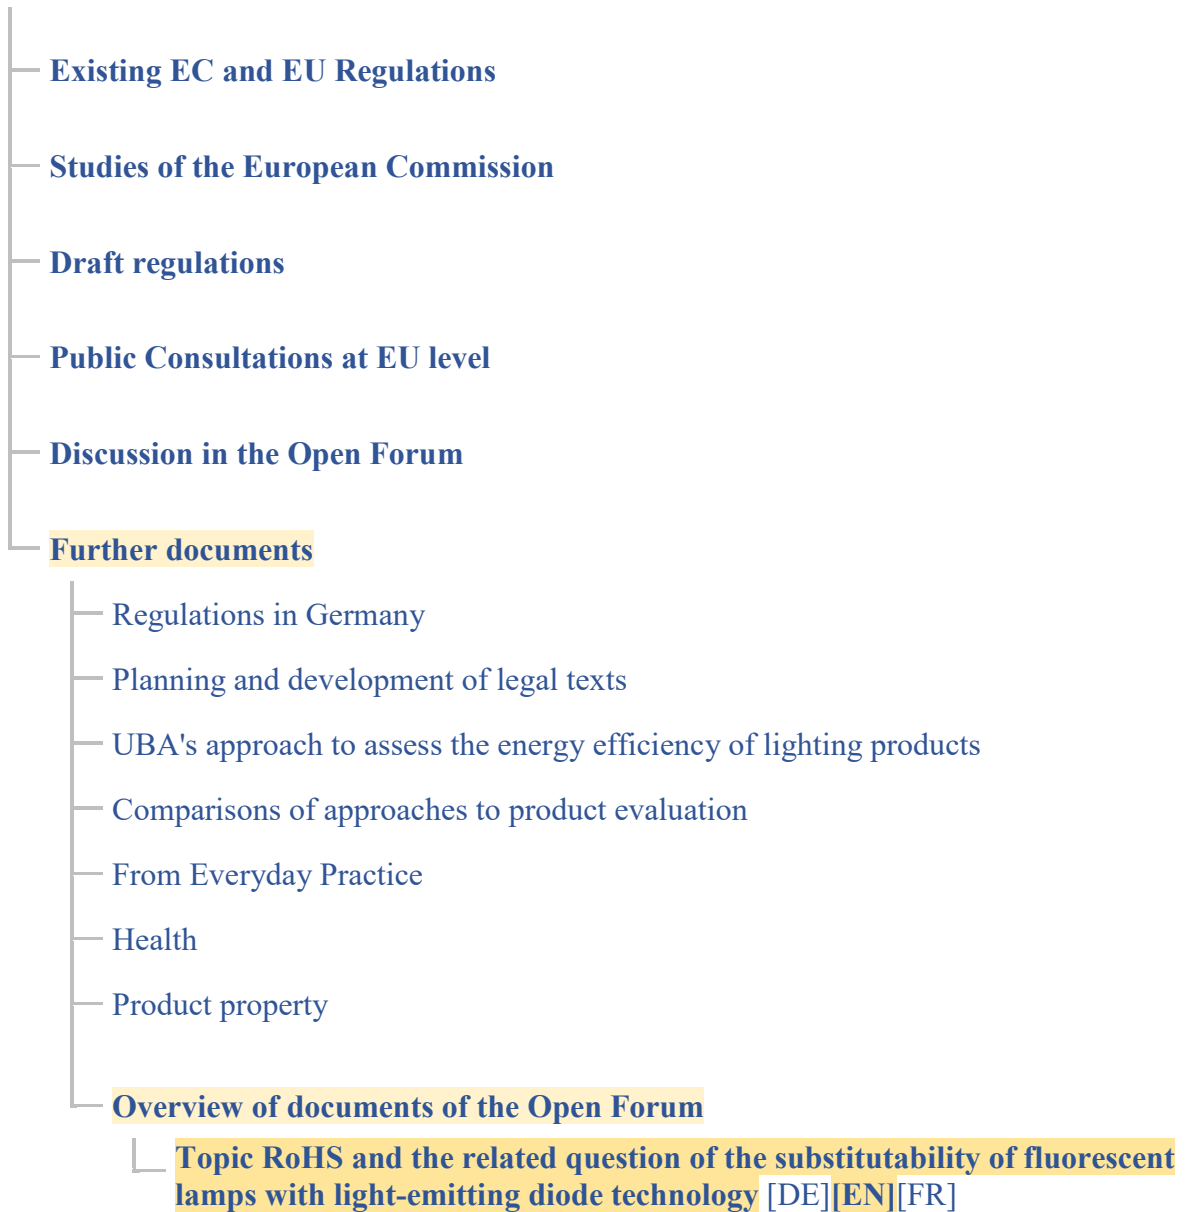 Existing EC and EU Regulations
Studies of the European Commission
Draft regulations
Public Consultations at EU level
Discussion in the Open Forum
Further documents
Regulations in Germany
Planning and development of legal texts
UBA's approach to assess the energy efficiency of lighting products
Comparisons of approaches to product evaluation
From Everyday Practice
Health
Product property
Overview of documents of the Open Forum
Topic RoHS and the related question of the substitutability of fluorescent
lamps with light-emitting diode technology [DE][EN][FR]